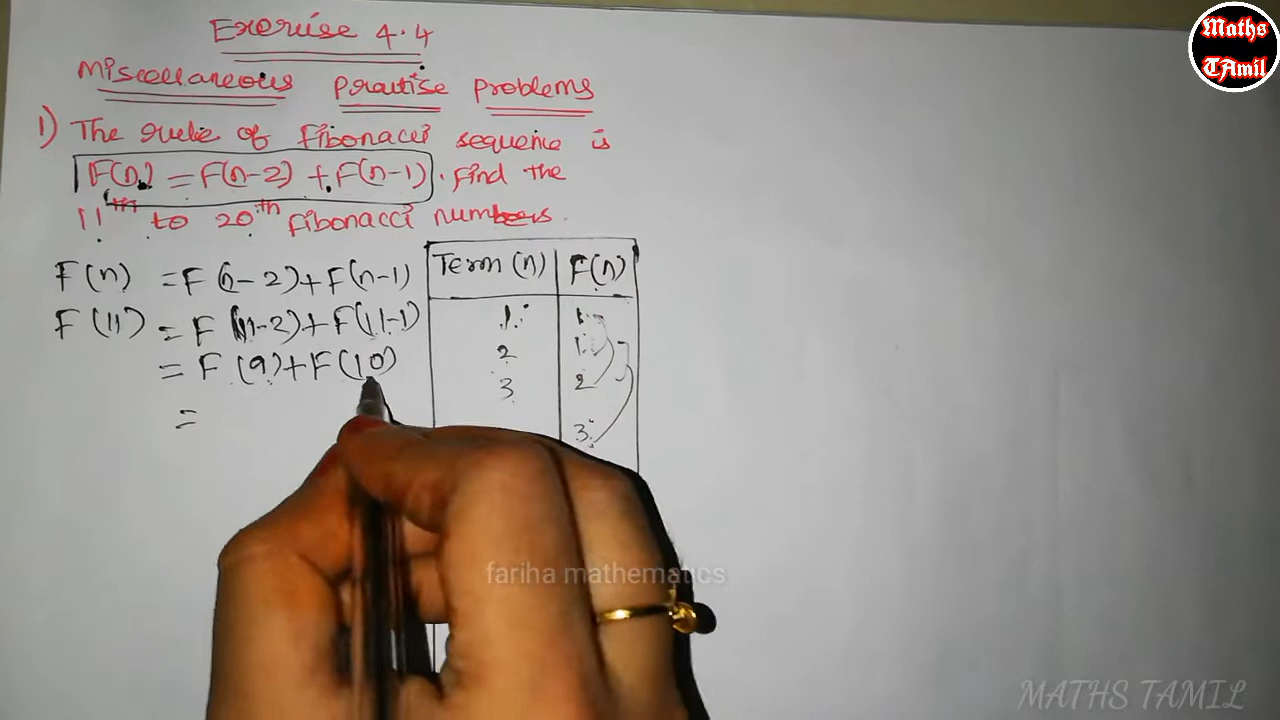 Maths
TAmil
Exercise 4.4
Miscellaneous practise problems
1) The rule of Fibonacci sequence is
F(n) = F(n-2) + F(n-1). Find the
11th to 20th Fibonacci numbers.
F(n) = F(n-2)+F(n-1)
F(11) = F(11-2)+F(11-1)
= F(9)+F(10)
=
Term (n) F(n)
1. 1
2 1
3 2
3
fariha mathematics
MATHS TAMIL